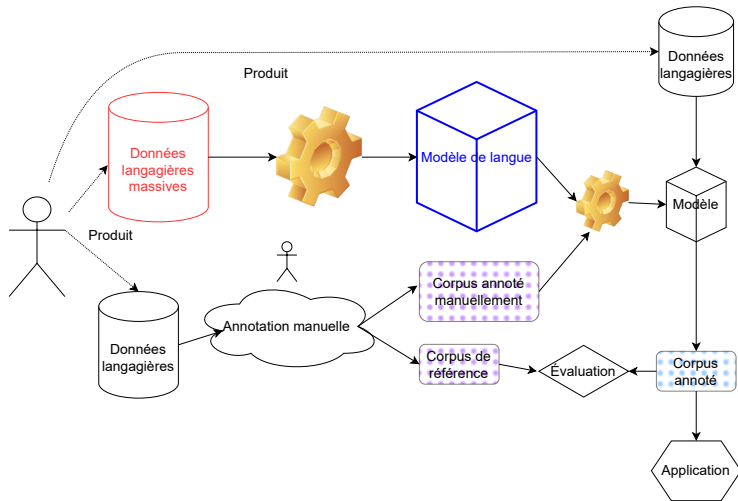 Données
langagières
Produit
Données
langagières
massives
Modèle de langue
Modèle
Produit
Corpus annoté
manuellement
Annotation manuelle
Données
langagières
Corpus de
référence
Évaluation
Corpus
annoté
Application